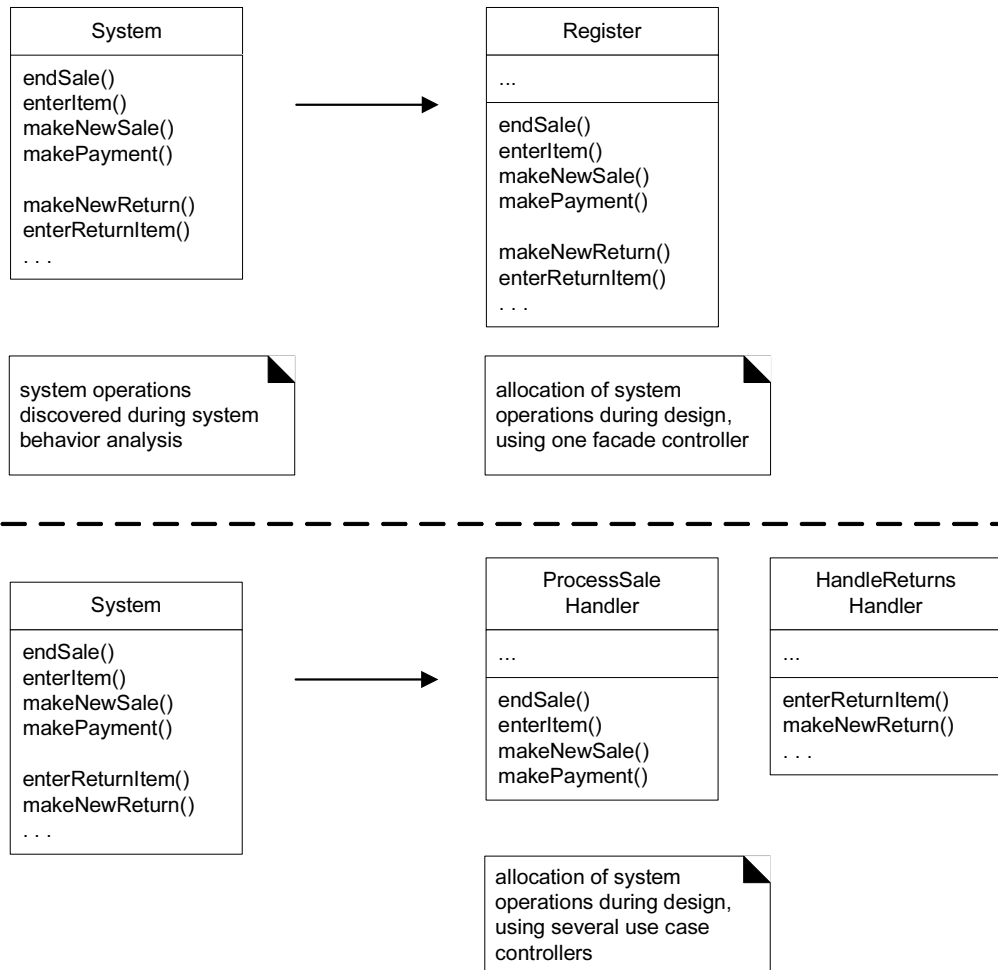 System
endSale()
enterItem()
makeNewSale()
makePayment()
makeNewReturn()
enterReturnItem()
. . .
Register
...
endSale()
enterItem()
makeNewSale()
makePayment()
makeNewReturn()
enterReturnItem()
. . .
system operations
discovered during system
behavior analysis
allocation of system
operations during design,
using one facade controller
System
endSale()
enterItem()
makeNewSale()
makePayment()
enterReturnItem()
makeNewReturn()
. . .
ProcessSale
Handler
...
endSale()
enterItem()
makeNewSale()
makePayment()
HandleReturns
Handler
...
enterReturnItem()
makeNewReturn()
. . .
allocation of system
operations during design,
using several use case
controllers